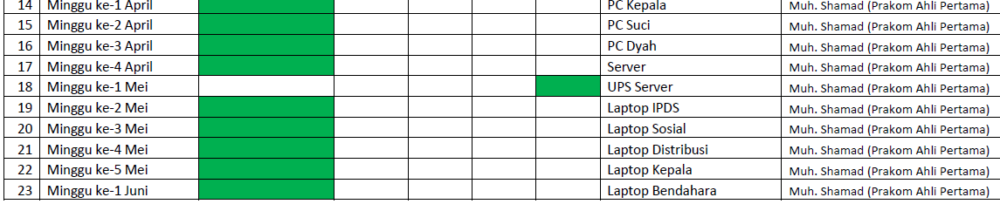 14 Minggu ke-1 April PC Kepala Muh. Shamad (Prakom Ahli Pertama)
15 Minggu ke-2 April PC Suci Muh. Shamad (Prakom Ahli Pertama)
16 Minggu ke-3 April PC Dyah Muh. Shamad (Prakom Ahli Pertama)
17 Minggu ke-4 April Server Muh. Shamad (Prakom Ahli Pertama)
18 Minggu ke-1 Mei UPS Server Muh. Shamad (Prakom Ahli Pertama)
19 Minggu ke-2 Mei Laptop IPDS Muh. Shamad (Prakom Ahli Pertama)
20 Minggu ke-3 Mei Laptop Sosial Muh. Shamad (Prakom Ahli Pertama)
21 Minggu ke-4 Mei Laptop Distribusi Muh. Shamad (Prakom Ahli Pertama)
22 Minggu ke-5 Mei Laptop Kepala Muh. Shamad (Prakom Ahli Pertama)
23 Minggu ke-1 Juni Laptop Bendahara Muh. Shamad (Prakom Ahli Pertama)